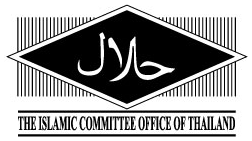 حلال
THE ISLAMIC COMMITTEE OFFICE OF THAILAND